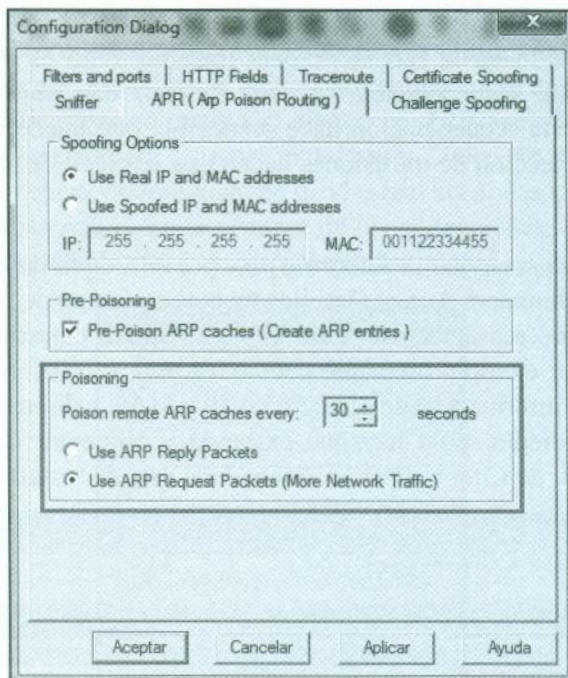 Configuration Dialog
Filters and ports HTTP Fields Traceroute Certificate Spoofing
Sniffer APR ( Arp Poison Routing ) Challenge Spoofing
Spoofing Options
Use Real IP and MAC addresses
Use Spoofed IP and MAC addresses
IP: 255 . 255 . 255 . 255 MAC: 001122334455
Pre-Poisoning
Pre-Poison ARP caches ( Create ARP entries )
Poisoning
Poison remote ARP caches every: 30 seconds
Use ARP Reply Packets
Use ARP Request Packets (More Network Traffic)
Aceptar Cancelar Aplicar Ayuda